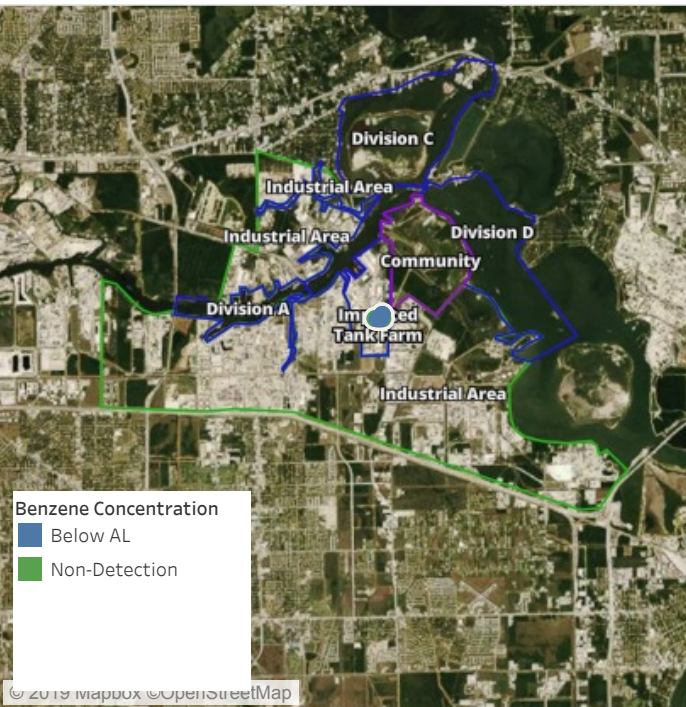 Division C
Industrial Area
Division D
Industrial Area
Community
Division A
Tank Farm
Industrial Area
Benzene Concentration
Below AL
Non-Detection
© 2019 Mapbox ©OpenStreetMap